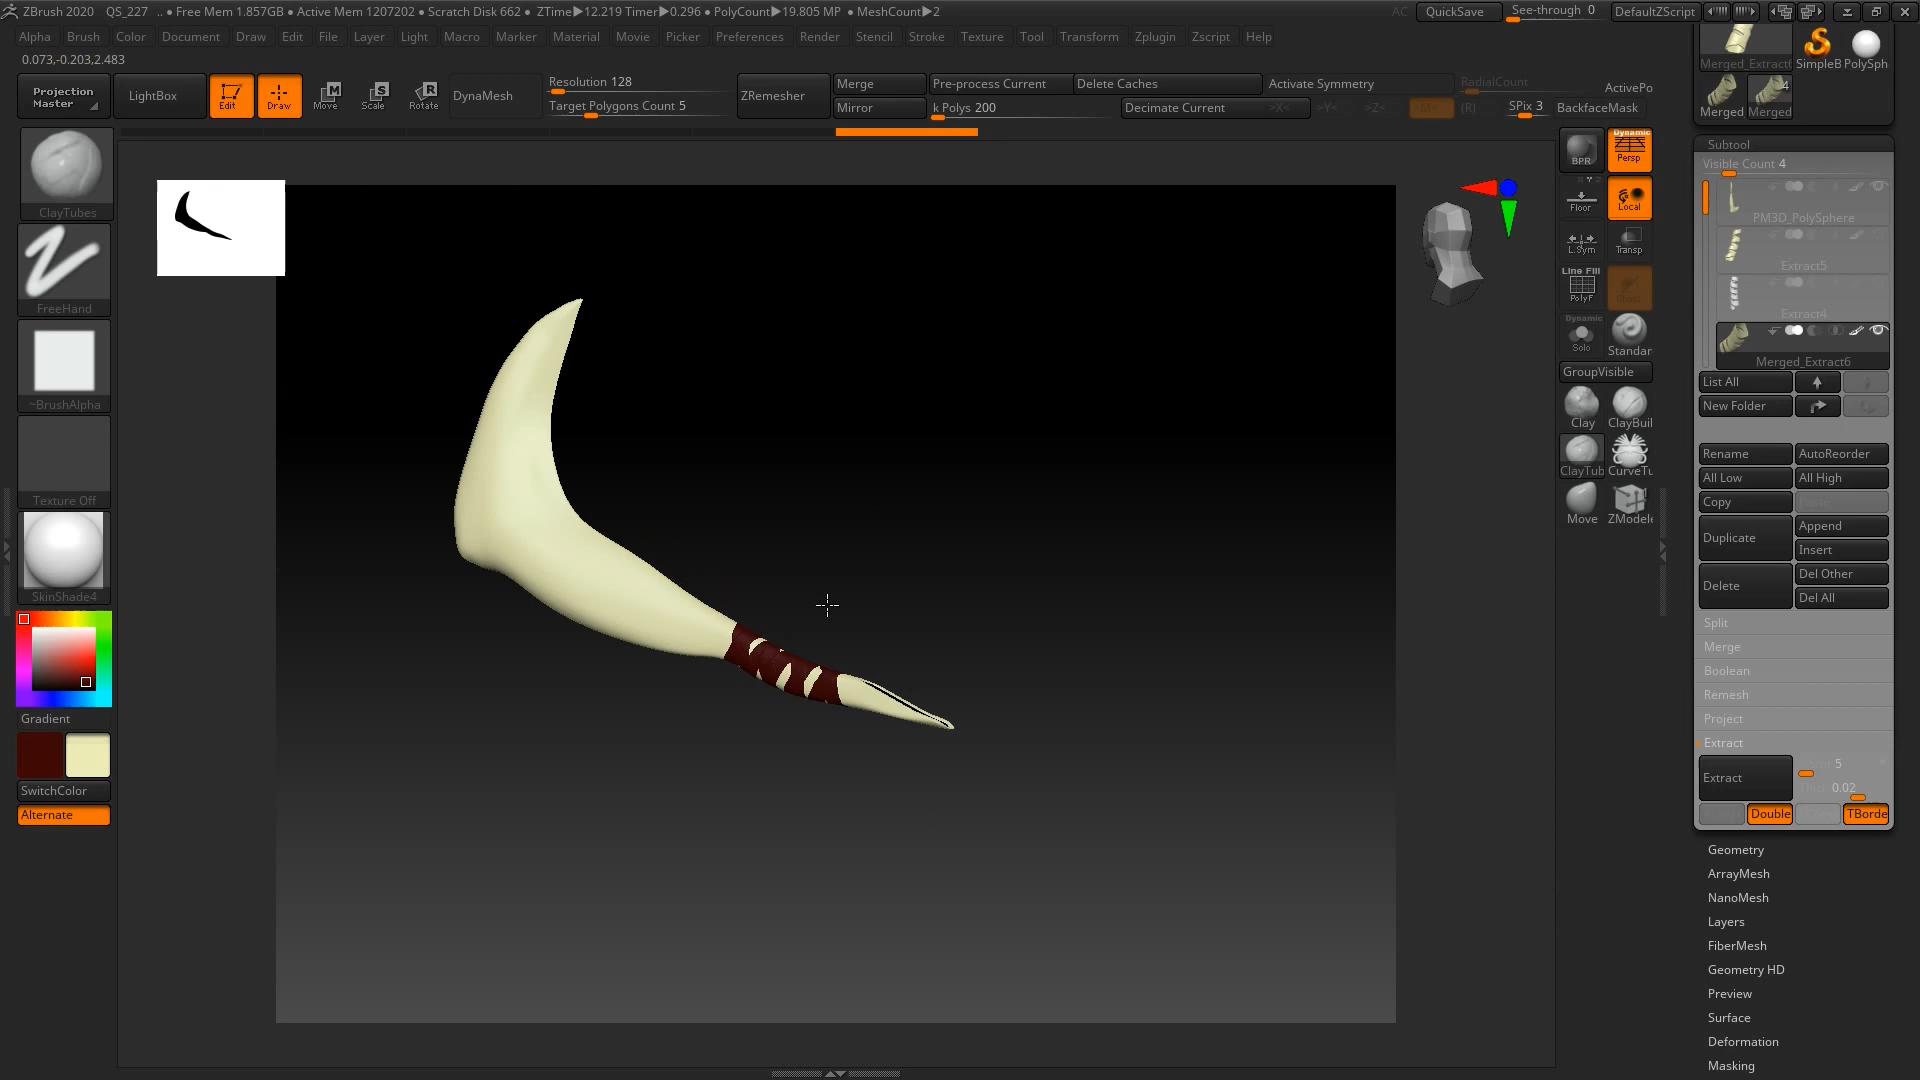 ZBrush 2020 QS_227 .. • Free Mem 1.857GB • Active Mem 1207202 • Scratch Disk 662 • ZTime▶12.219 Timer▶0.296 • PolyCount▶19.805 MP • MeshCount▶2 AC QuickSave See-through 0 DefaultZScript
Alpha Brush Color Document Draw Edit File Layer Light Macro Marker Material Movie Picker Preferences Render Stencil Stroke Texture Tool Transform Zplugin Zscript Help
0.073,-0.203,2.483
Projection Master
LightBox
Edit
Draw
Move
Scale
Rotate
DynaMesh
Resolution 128
Target Polygons Count 5
ZRemesher
Merge
Mirror
Pre-process Current
k Polys 200
Delete Caches
Decimate Current
Activate Symmetry
>X< >Y< >Z< >M< (R)
RadialCount
SPix 3
ActivePo
BackfaceMask
ClayTubes
FreeHand
~BrushAlpha
Texture Off
SkinShade4
Gradient
SwitchColor
Alternate
BPR
Dynamic
Persp
Floor
Local
L.Sym
Transp
Line Fill
PolyF
Dynamic
Solo
Standar
GroupVisible
Clay
ClayBuil
ClayTub
CurveTu
Move
ZModele
Merged_Extract6
SimpleB
PolySph
Merged
4
Merged
Subtool
Visible Count 4
PM3D_PolySphere
Extract5
Extract4
Merged_Extract6
List All
New Folder
Rename
AutoReorder
All Low
All High
Copy
Duplicate
Append
Insert
Delete
Del Other
Del All
Split
Merge
Boolean
Remesh
Project
Extract
Extract
5
0.02
Double
TBorde
Geometry
ArrayMesh
NanoMesh
Layers
FiberMesh
Geometry HD
Preview
Surface
Deformation
Masking